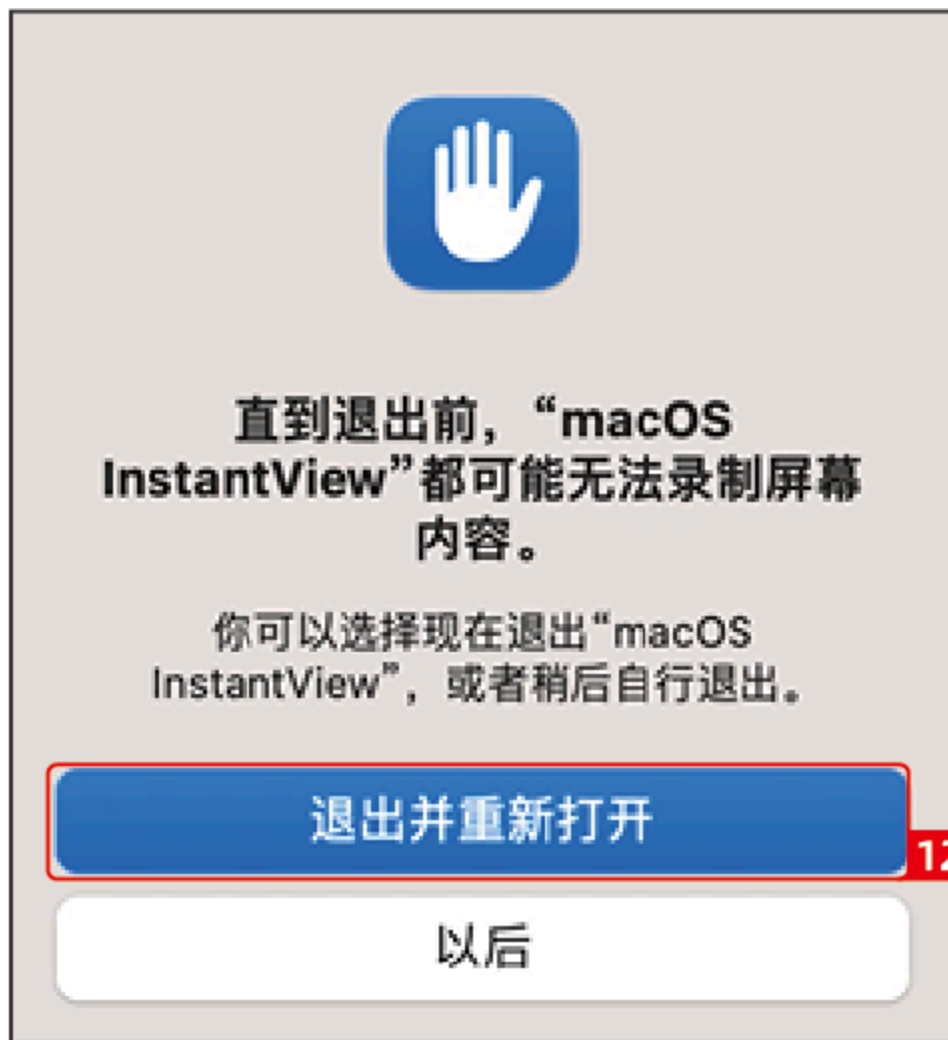 直到退出前，“macOS
InstantView”都可能无法录制屏幕
内容。
你可以选择现在退出“macOS
InstantView”，或者稍后自行退出。
退出并重新打开
12
以后